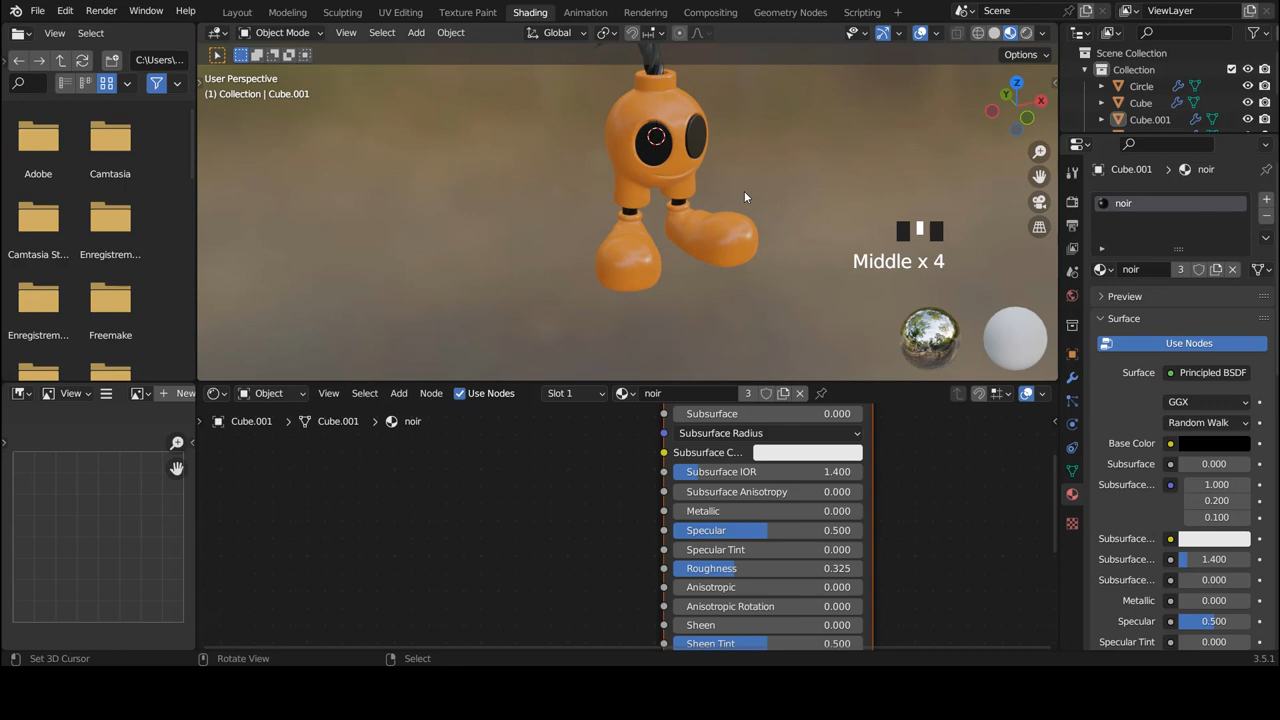 File Edit Render Window Help Layout Modeling Sculpting UV Editing Texture Paint Shading Animation Rendering Compositing Geometry Nodes Scripting + Scene ViewLayer
View Select Object Mode View Select Add Object Global
C:\Users\... Options
User Perspective
(1) Collection | Cube.001
Scene Collection
Collection
Circle
Cube
Cube.001
X
Y
Z
Adobe Camtasia
Camtasia St... Enregistrem...
Enregistrem... Freemake
Middle x 4
Cube.001 noir
noir
noir 3
Preview
Surface
Use Nodes
Surface Principled BSDF
GGX
Random Walk
Base Color
Subsurface 0.000
Subsurface... 1.000
0.200
0.100
Subsurface...
Subsurface... 1.400
Subsurface... 0.000
Metallic 0.000
Specular 0.500
Specular Tint 0.000
View New
Object View Select Add Node Use Nodes Slot 1 noir 3
Cube.001 Cube.001 noir
Subsurface 0.000
Subsurface Radius
Subsurface C...
Subsurface IOR 1.400
Subsurface Anisotropy 0.000
Metallic 0.000
Specular 0.500
Specular Tint 0.000
Roughness 0.325
Anisotropic 0.000
Anisotropic Rotation 0.000
Sheen 0.000
Sheen Tint 0.500
Set 3D Cursor Rotate View Select 3.5.1